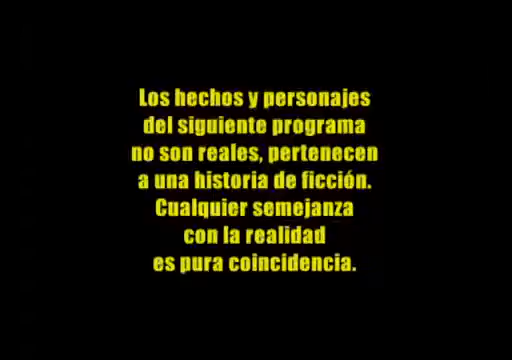 Los hechos y personajes
del siguiente programa
no son reales, pertenecen
a una historia de ficción.
Cualquier semejanza
con la realidad
es pura coincidencia.